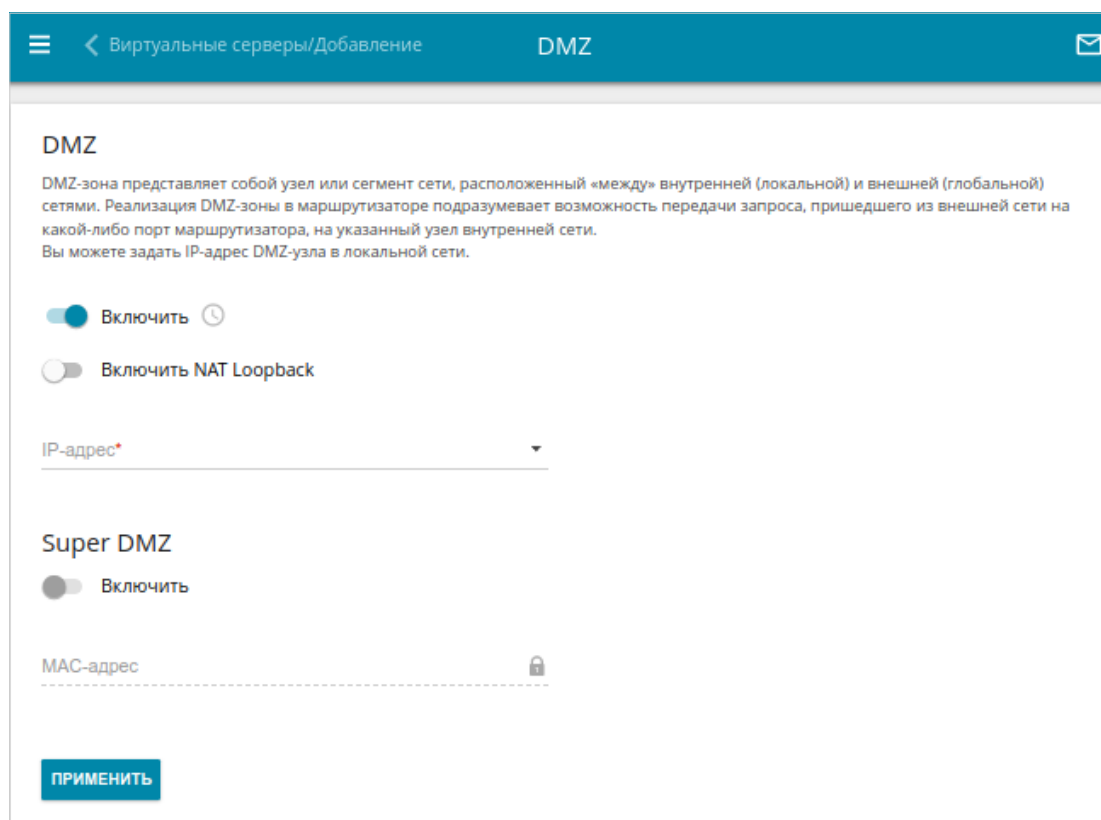 Виртуальные серверы/Добавление
DMZ
DMZ
DMZ-зона представляет собой узел или сегмент сети, расположенный «между» внутренней (локальной) и внешней (глобальной)
сетями. Реализация DMZ-зоны в маршрутизаторе подразумевает возможность передачи запроса, пришедшего из внешней сети на
какой-либо порт маршрутизатора, на указанный узел внутренней сети.
Вы можете задать IP-адрес DMZ-узла в локальной сети.
Включить
Включить NAT Loopback
IP-адрес*
Super DMZ
Включить
MAC-адрес
ПРИМЕНИТЬ